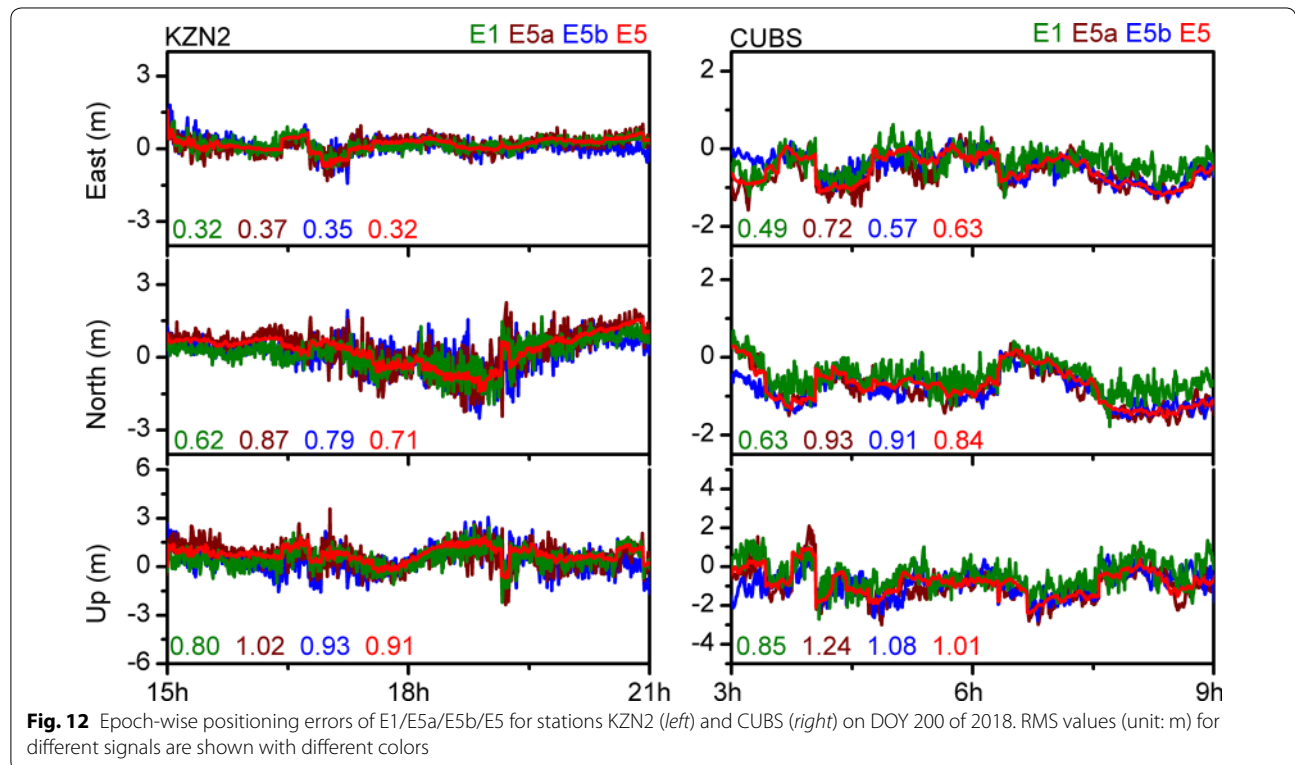 KZN2 E1 E5a E5b E5
East (m)
3
0
-3
0.32 0.37 0.35 0.32
North (m)
3
0
-3
0.62 0.87 0.79 0.71
Up (m)
6
3
0
-3
-6
0.80 1.02 0.93 0.91
15h 18h 21h
CUBS E1 E5a E5b E5
2
0
-2
0.49 0.72 0.57 0.63
2
0
-2
0.63 0.93 0.91 0.84
4
2
0
-2
-4
0.85 1.24 1.08 1.01
3h 6h 9h
Fig. 12 Epoch-wise positioning errors of E1/E5a/E5b/E5 for stations KZN2 (left) and CUBS (right) on DOY 200 of 2018. RMS values (unit: m) for
different signals are shown with different colors